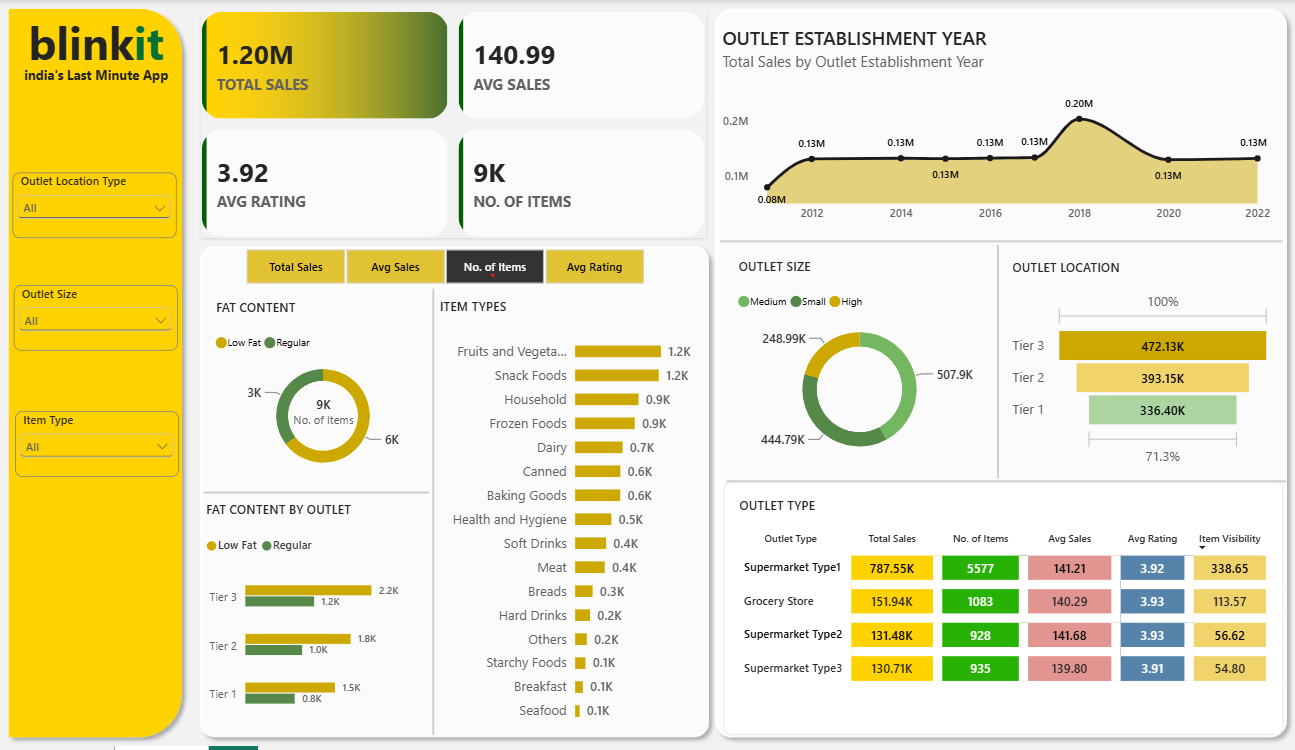 blinkit
india's Last Minute App
Outlet Location Type
All
Outlet Size
All
Item Type
All
1.20M
TOTAL SALES
140.99
AVG SALES
3.92
AVG RATING
9K
NO. OF ITEMS
Total Sales
Avg Sales
No. of Items
Avg Rating
FAT CONTENT
Low Fat Regular
3K
9K
No. of Items
6K
FAT CONTENT BY OUTLET
Low Fat Regular
Tier 3 2.2K
1.2K
Tier 2 1.8K
1.0K
Tier 1 1.5K
0.8K
ITEM TYPES
Fruits and Vegeta... 1.2K
Snack Foods 1.2K
Household 0.9K
Frozen Foods 0.9K
Dairy 0.7K
Canned 0.6K
Baking Goods 0.6K
Health and Hygiene 0.5K
Soft Drinks 0.4K
Meat 0.4K
Breads 0.3K
Hard Drinks 0.2K
Others 0.2K
Starchy Foods 0.1K
Breakfast 0.1K
Seafood 0.1K
OUTLET ESTABLISHMENT YEAR
Total Sales by Outlet Establishment Year
0.2M
0.1M
0.08M
0.13M
0.13M
0.13M
0.13M
0.13M
0.20M
0.13M
0.13M
2012 2014 2016 2018 2020 2022
OUTLET SIZE
Medium Small High
248.99K
507.9K
444.79K
OUTLET LOCATION
100%
Tier 3 472.13K
Tier 2 393.15K
Tier 1 336.40K
71.3%
OUTLET TYPE
Outlet Type Total Sales No. of Items Avg Sales Avg Rating Item Visibility
Supermarket Type1 787.55K 5577 141.21 3.92 338.65
Grocery Store 151.94K 1083 140.29 3.93 113.57
Supermarket Type2 131.48K 928 141.68 3.93 56.62
Supermarket Type3 130.71K 935 139.80 3.91 54.80